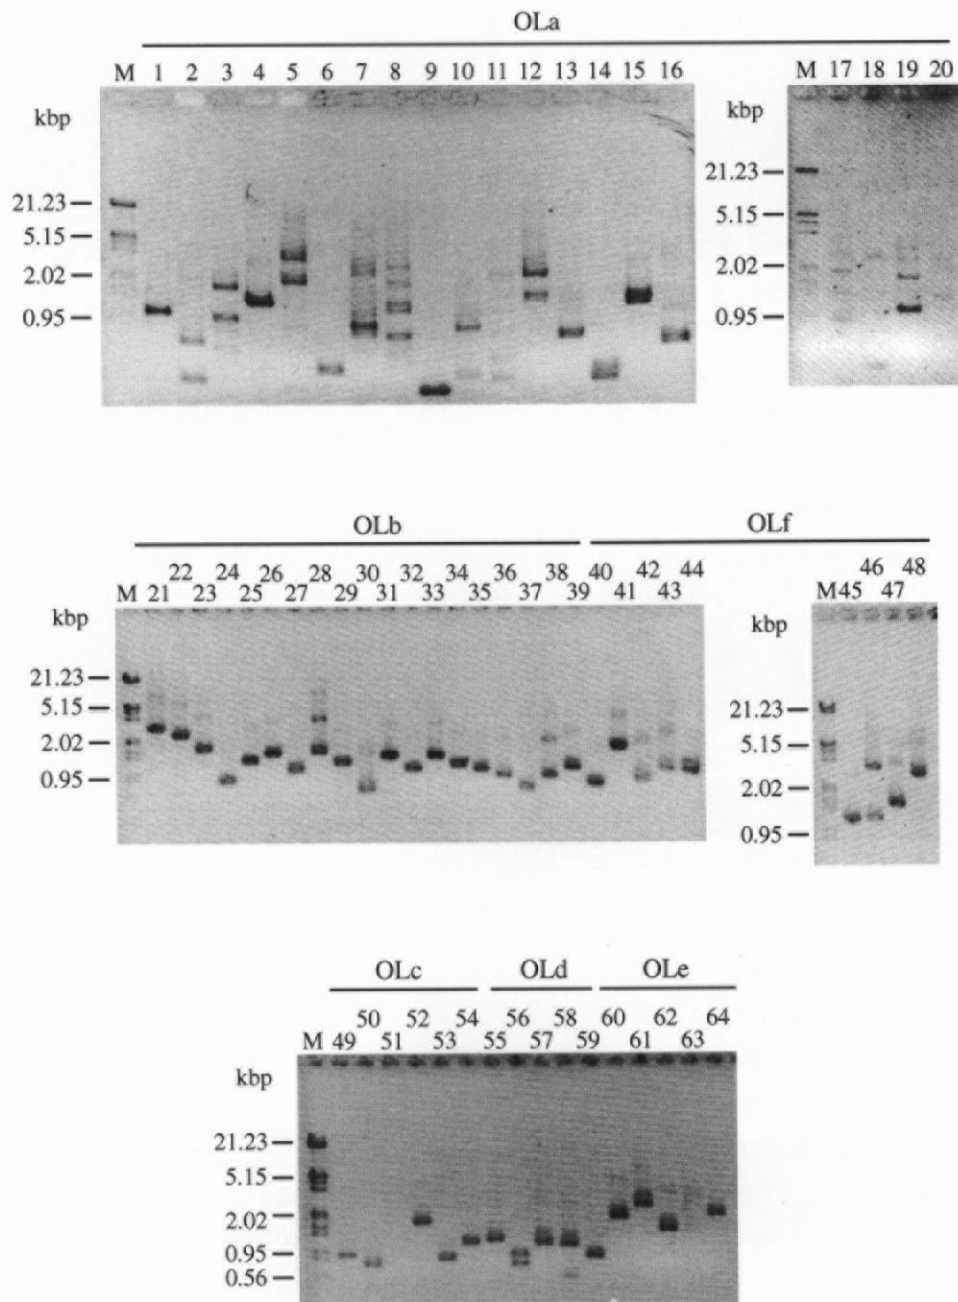 OLa
M 1 2 3 4 5 6 7 8 9 10 11 12 13 14 15 16
kbp
21.23
5.15
2.02
0.95
M 17 18 19 20
kbp
21.23
5.15
2.02
0.95
OLb OLf
22 24 26 28 30 32 34 36 38 40 42 44
M 21 23 25 27 29 31 33 35 37 39 41 43
kbp
21.23
5.15
2.02
0.95
46 48
M 45 47
kbp
21.23
5.15
2.02
0.95
OLc OLd OLe
50 52 54 56 58 60 62 64
M 49 51 53 55 57 59 61 63
kbp
21.23
5.15
2.02
0.95
0.56